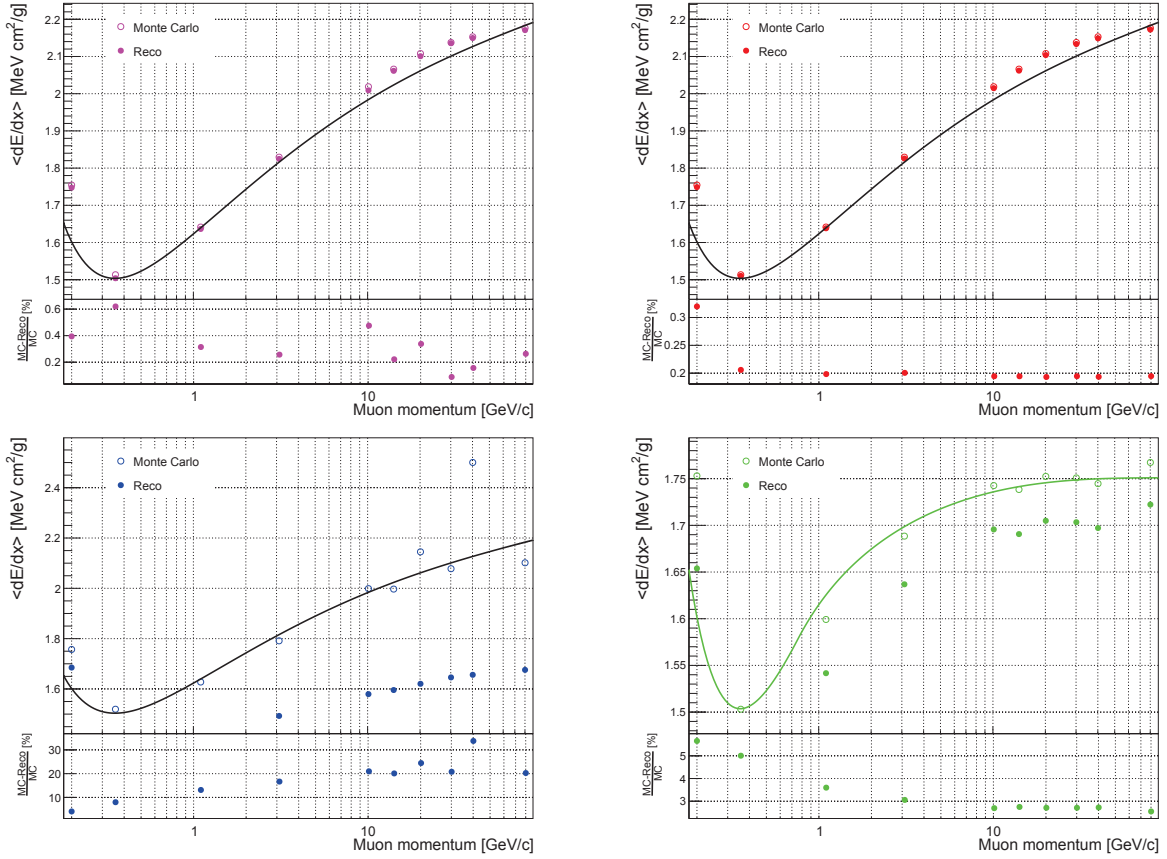 <dE/dx> [MeV cm²/g]
2.2
2.1
2
1.9
1.8
1.7
1.6
1.5
Monte Carlo
Reco
MC-Reco
MC
[%]
0.6
0.4
0.2
1
10
Muon momentum [GeV/c]
<dE/dx> [MeV cm²/g]
2.2
2.1
2
1.9
1.8
1.7
1.6
1.5
Monte Carlo
Reco
MC-Reco
MC
[%]
0.3
0.25
0.2
1
10
Muon momentum [GeV/c]
<dE/dx> [MeV cm²/g]
2.4
2.2
2
1.8
1.6
Monte Carlo
Reco
MC-Reco
MC
[%]
30
20
10
1
10
Muon momentum [GeV/c]
<dE/dx> [MeV cm²/g]
1.75
1.7
1.65
1.6
1.55
1.5
Monte Carlo
Reco
MC-Reco
MC
[%]
5
4
3
1
10
Muon momentum [GeV/c]